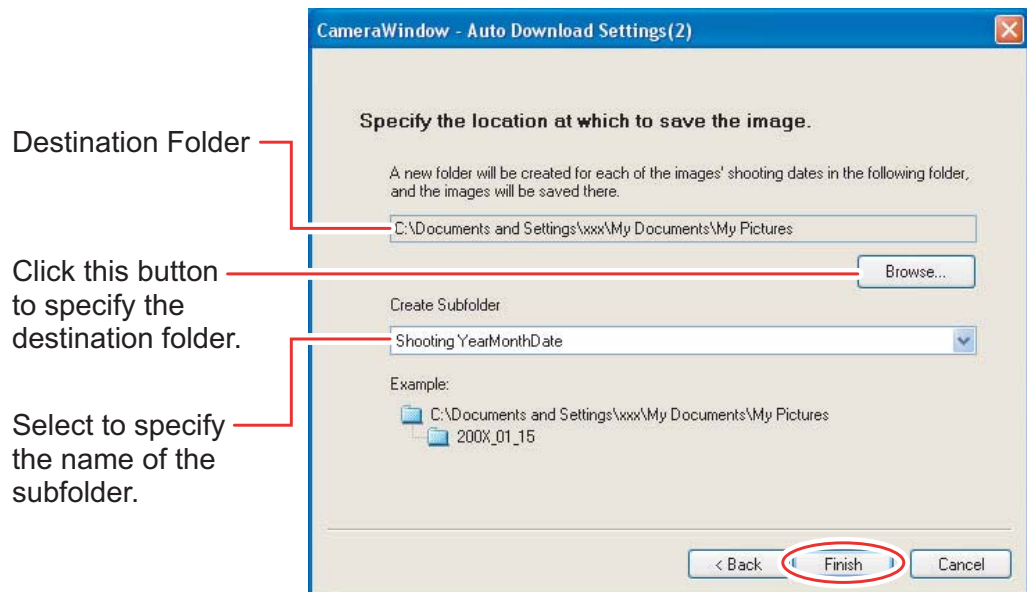 CameraWindow - Auto Download Settings(2)
Specify the location at which to save the image.
Destination Folder
A new folder will be created for each of the images' shooting dates in the following folder,
and the images will be saved there.
C:\Documents and Settings\xxx\My Documents\My Pictures
Click this button
to specify the
destination folder.
Browse...
Create Subfolder
Shooting YearMonthDate
Example:
C:\Documents and Settings\xxx\My Documents\My Pictures
200X_01_15
Select to specify
the name of the
subfolder.
< Back
Finish
Cancel